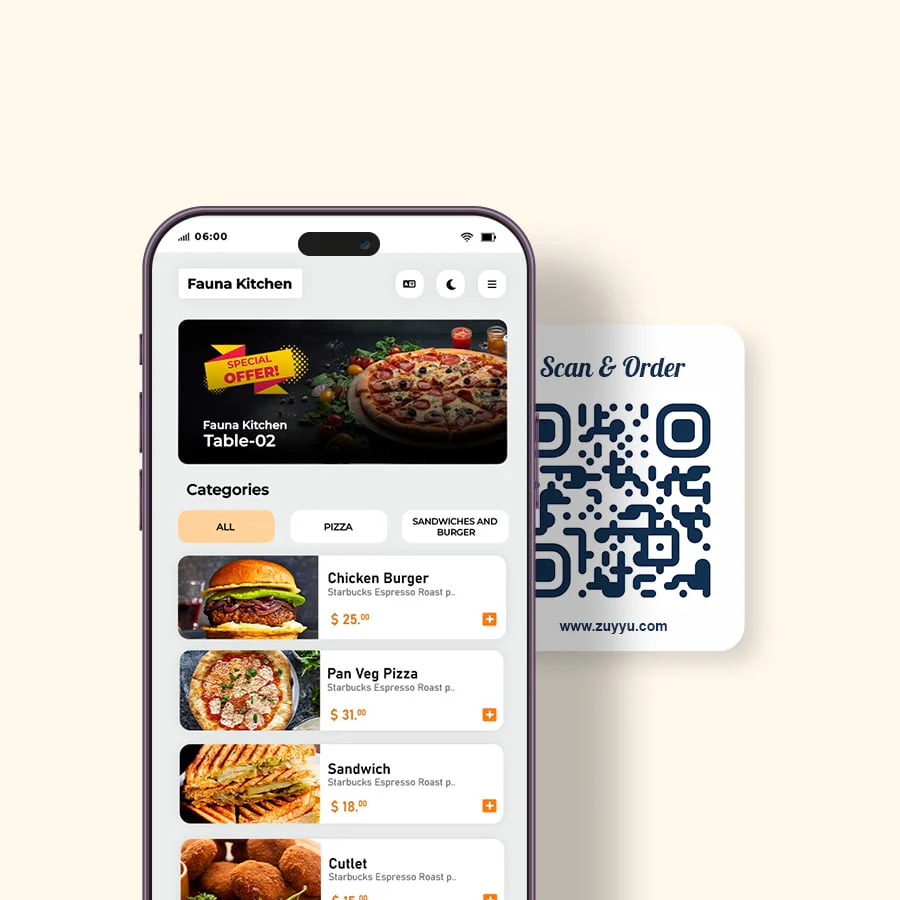 06:00
Fauna Kitchen
SPECIAL
OFFER!
Fauna Kitchen
Table-02
Categories
ALL
PIZZA
SANDWICHES AND
BURGER
Chicken Burger
Starbucks Espresso Roast p..
$ 25.00
Pan Veg Pizza
Starbucks Espresso Roast p..
$ 31.00
Sandwich
Starbucks Espresso Roast p..
$ 18.00
Cutlet
Starbucks Espresso Roast p..
$ 15.00
Scan & Order
www.zuyyu.com